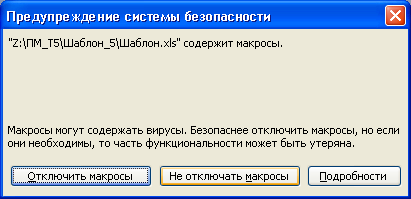 Предупреждение системы безопасности
"Z:\ПМ_Т5\Шаблон_5\Шаблон.xls" содержит макросы.
Макросы могут содержать вирусы. Безопаснее отключить макросы, но если
они необходимы, то часть функциональности может быть утеряна.
Отключить макросы Не отключать макросы Подробности